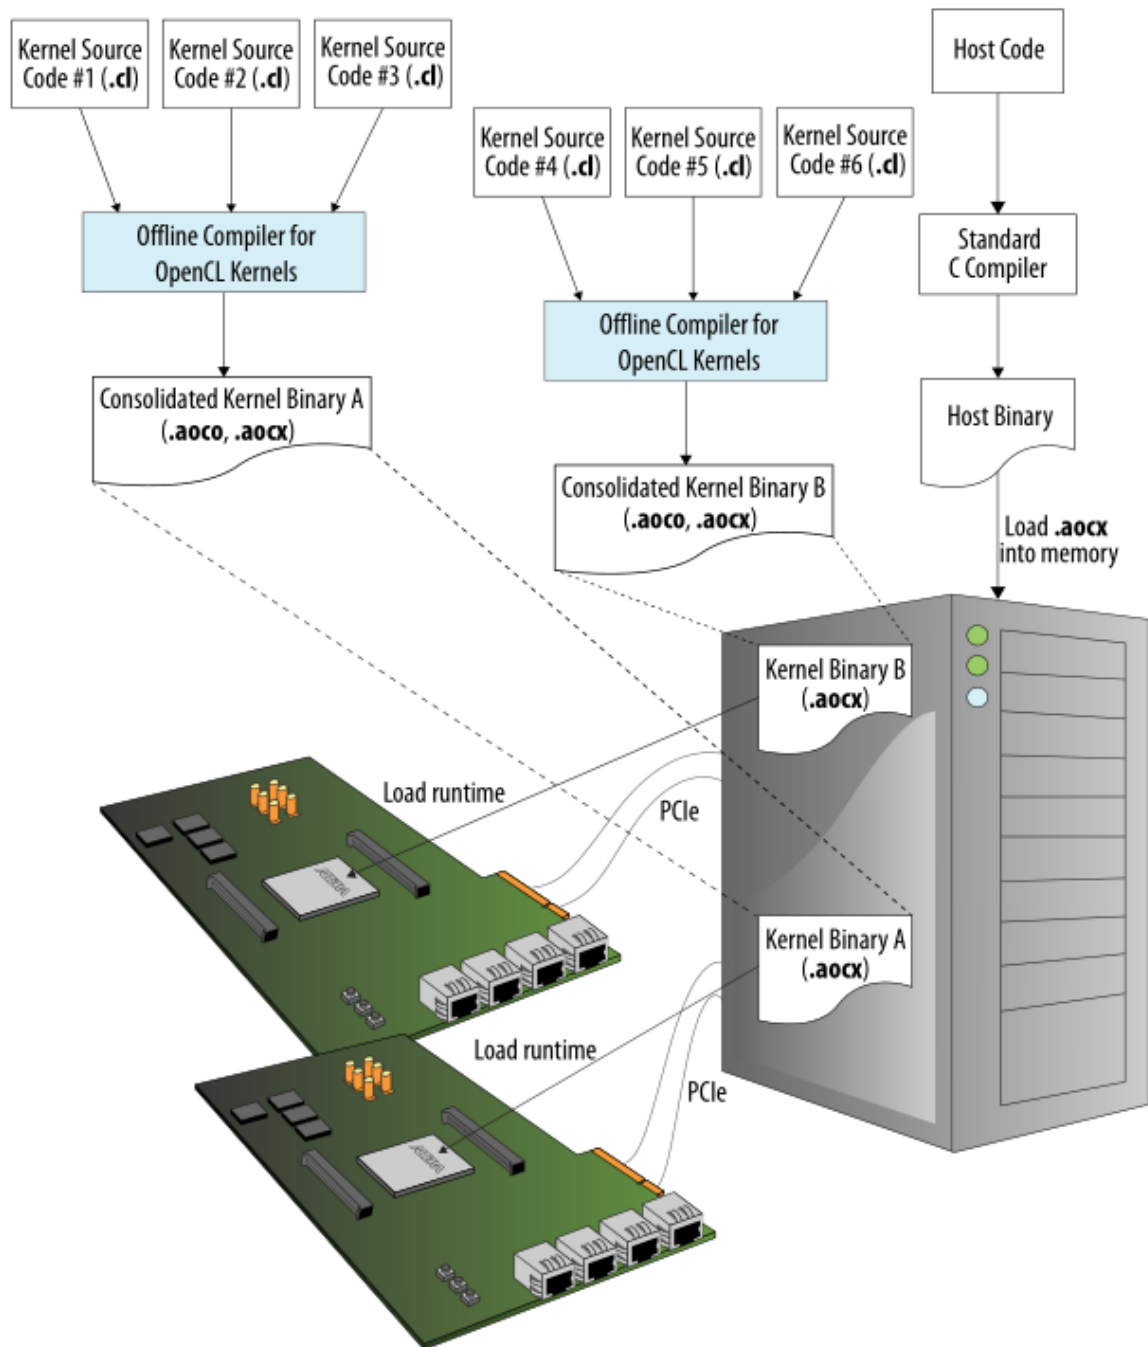 Kernel Source
Code #1 (.cl)
Kernel Source
Code #2 (.cl)
Kernel Source
Code #3 (.cl)
Host Code
Kernel Source
Code #4 (.cl)
Kernel Source
Code #5 (.cl)
Kernel Source
Code #6 (.cl)
Offline Compiler for
OpenCL Kernels
Standard
C Compiler
Offline Compiler for
OpenCL Kernels
Consolidated Kernel Binary A
(.aoco, .aocx)
Host Binary
Consolidated Kernel Binary B
(.aoco, .aocx)
Load .aocx
into memory
Kernel Binary B
(.aocx)
Load runtime
PCIe
Kernel Binary A
(.aocx)
Load runtime
PCIe